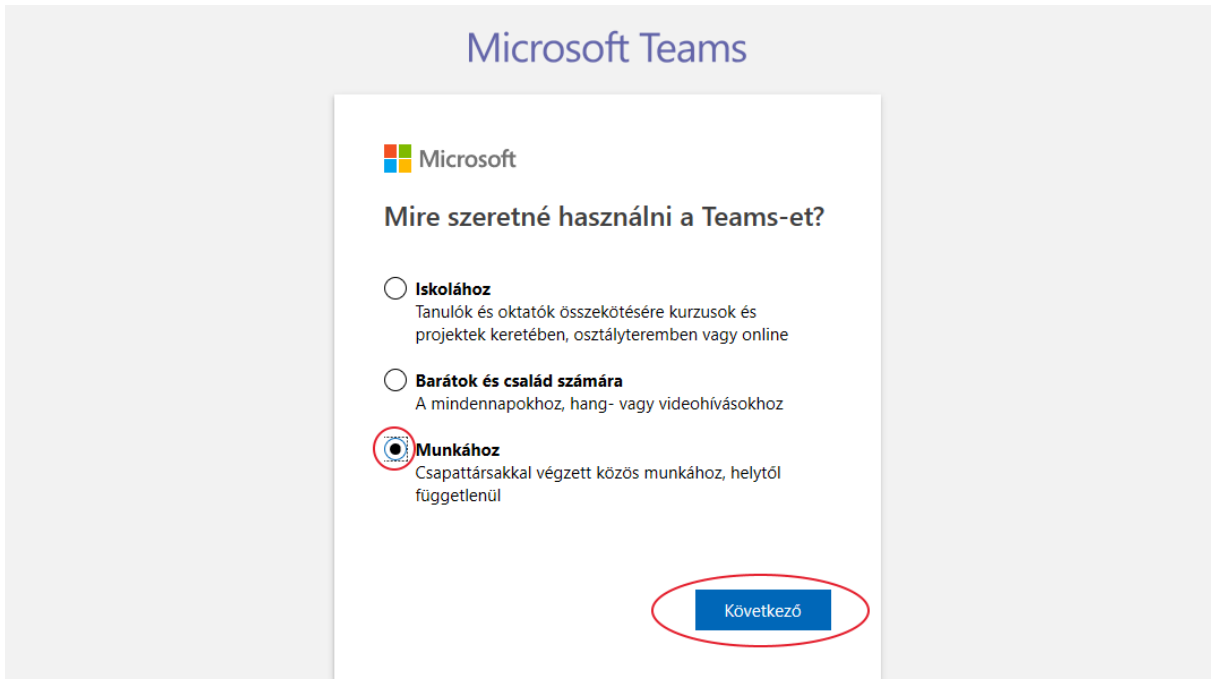 Microsoft Teams
Microsoft
Mire szeretné használni a Teams-et?
Iskolához
Tanulók és oktatók összekötésére kurzusok és
projektek keretében, osztályteremben vagy online
Barátok és család számára
A mindennapokhoz, hang- vagy videohívásokhoz
Munkához
Csapattársakkal végzett közös munkához, helytől
függetlenül
Következő